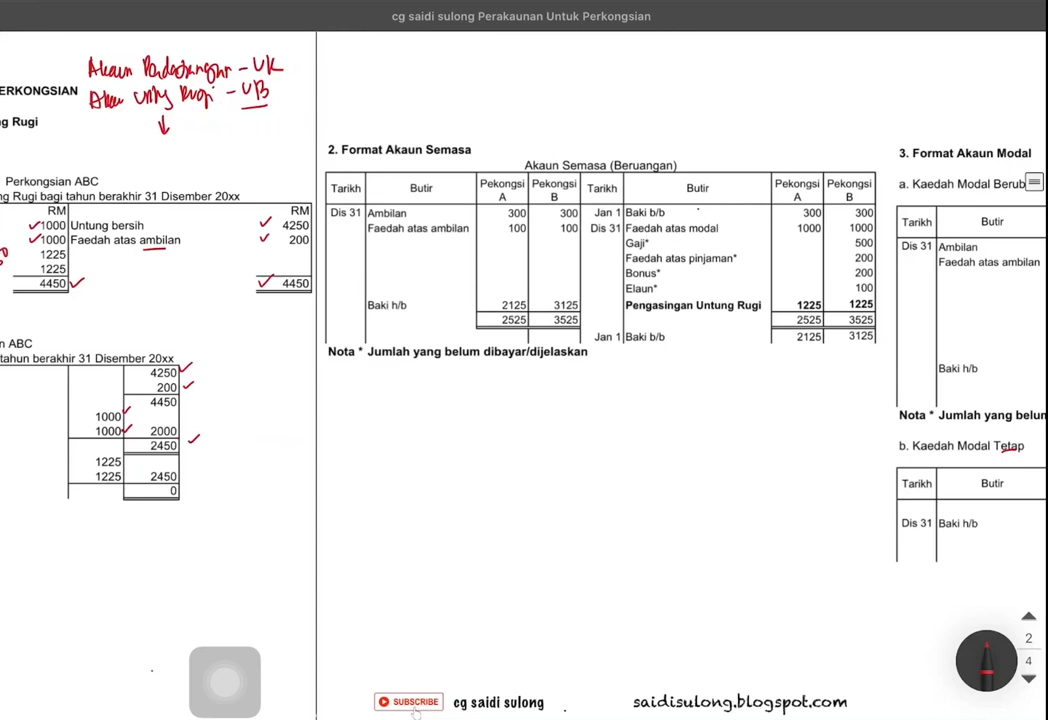 cg saidi sulong Perakaunan Untuk Perkongsian
Akaun Perdagangan - UK
Akaun Untung Rugi - UB
ERKONGSIAN
ng Rugi
Perkongsian ABC
ng Rugi bagi tahun berakhir 31 Disember 20xx
RM RM
1000 Untung bersih 4250
1000 Faedah atas ambilan 200
1225
1225
4450 4450
n ABC
tahun berakhir 31 Disember 20xx
4250
200
4450
1000
1000 2000
2450
1225
1225 2450
0
2. Format Akaun Semasa
Akaun Semasa (Beruangan)
Tarikh Butir Pekongsi A Pekongsi B Tarikh Butir Pekongsi A Pekongsi B
Dis 31 Ambilan 300 300 Jan 1 Baki b/b 300 300
Faedah atas ambilan 100 100 Dis 31 Faedah atas modal 1000 1000
Gaji* 500
Faedah atas pinjaman* 200
Bonus* 200
Elaun* 100
Baki h/b 2125 3125 Pengasingan Untung Rugi 1225 1225
2525 3525 2525 3525
Jan 1 Baki b/b 2125 3125
Nota * Jumlah yang belum dibayar/dijelaskan
3. Format Akaun Modal
a. Kaedah Modal Berub
Tarikh Butir
Dis 31 Ambilan
Faedah atas ambilan
Baki h/b
Nota * Jumlah yang belum
b. Kaedah Modal Tetap
Tarikh Butir
Dis 31 Baki h/b
2
4
SUBSCRIBE cg saidi sulong saidisulong.blogspot.com